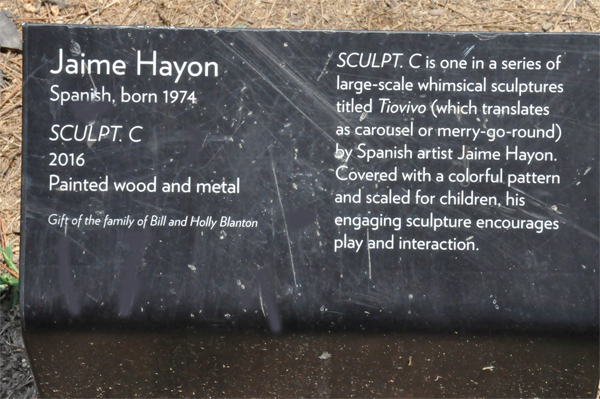 Jaime Hayon
Spanish, born 1974
SCULPT. C
2016
Painted wood and metal
Gift of the family of Bill and Holly Blanton
SCULPT. C is one in a series of
large-scale whimsical sculptures
titled Tiovivo (which translates
as carousel or merry-go-round)
by Spanish artist Jaime Hayon.
Covered with a colorful pattern
and scaled for children, his
engaging sculpture encourages
play and interaction.